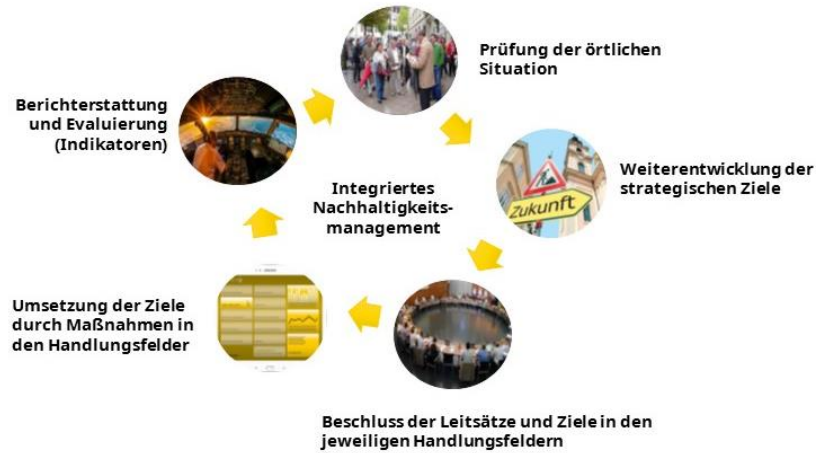 Prüfung der örtlichen
Situation
Berichterstattung
und Evaluierung
(Indikatoren)
Weiterentwicklung der
strategischen Ziele
Zukunft
Integriertes
Nachhaltigkeits-
management
Umsetzung der Ziele
durch Maßnahmen in
den Handlungsfelder
Beschluss der Leitsätze und Ziele in den
jeweiligen Handlungsfeldern